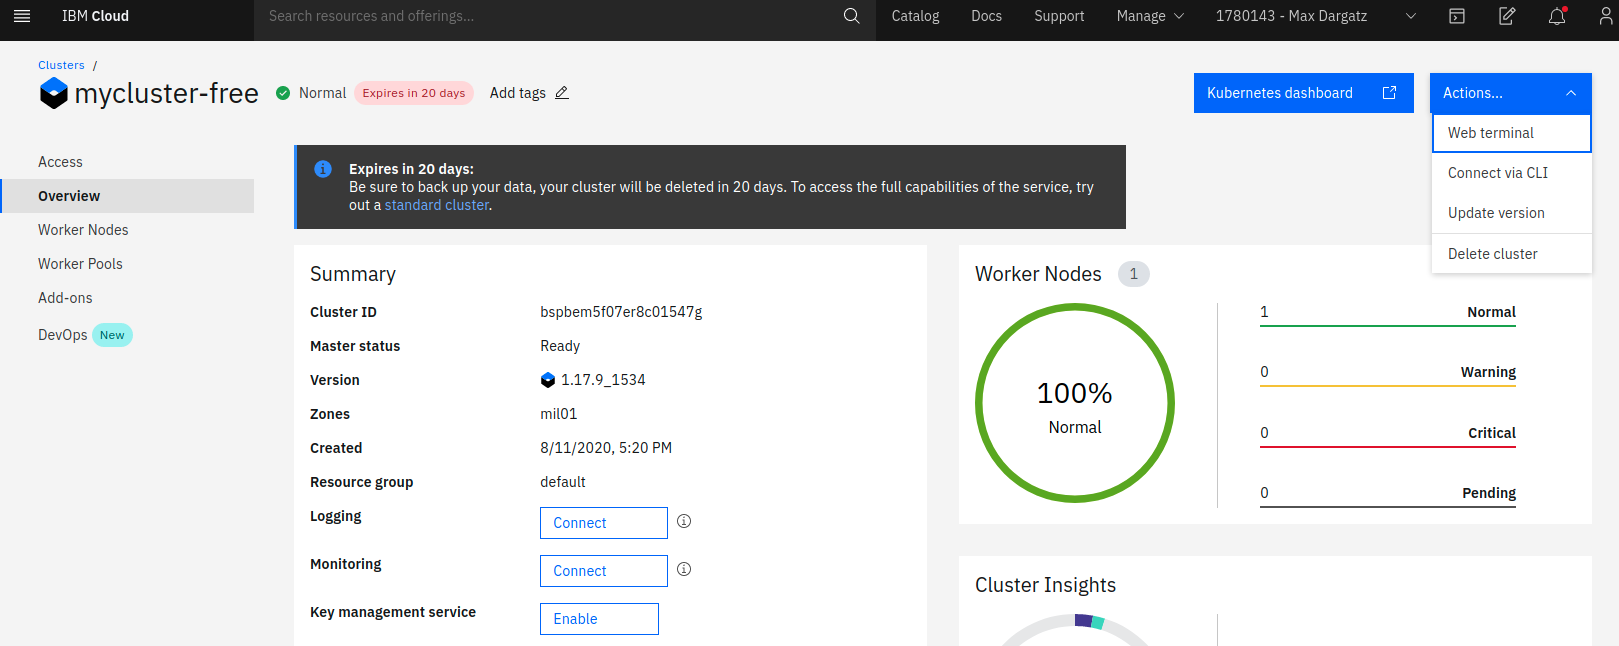 IBM Cloud
Search resources and offerings...
Catalog
Docs
Support
Manage
1780143 - Max Dargatz
Clusters /
mycluster-free
Normal
Expires in 20 days
Add tags
Kubernetes dashboard
Actions...
Web terminal
Connect via CLI
Update version
Delete cluster
Access
Overview
Worker Nodes
Worker Pools
Add-ons
DevOps New
Expires in 20 days:
Be sure to back up your data, your cluster will be deleted in 20 days. To access the full capabilities of the service, try
out a standard cluster.
Summary
Cluster ID bspbem5f07er8c01547g
Master status Ready
Version 1.17.9_1534
Zones mil01
Created 8/11/2020, 5:20 PM
Resource group default
Logging Connect
Monitoring Connect
Key management service Enable
Worker Nodes 1
100%
Normal
1 Normal
0 Warning
0 Critical
0 Pending
Cluster Insights